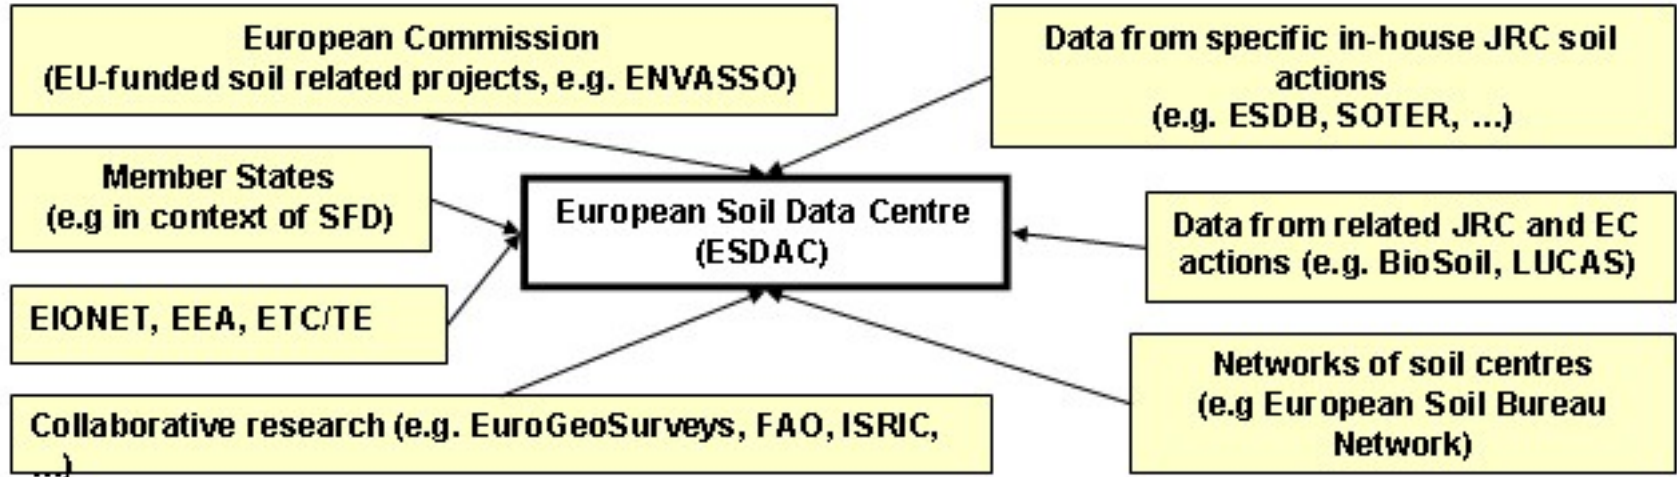 European Commission
(EU-funded soil related projects, e.g. ENVASSO)
Data from specific in-house JRC soil
actions
(e.g. ESDB, SOTER, ...)
Member States
(e.g in context of SFD)
European Soil Data Centre
(ESDAC)
Data from related JRC and EC
actions (e.g. BioSoil, LUCAS)
EIONET, EEA, ETC/TE
Networks of soil centres
(e.g European Soil Bureau
Network)
Collaborative research (e.g. EuroGeoSurveys, FAO, ISRIC,
...)